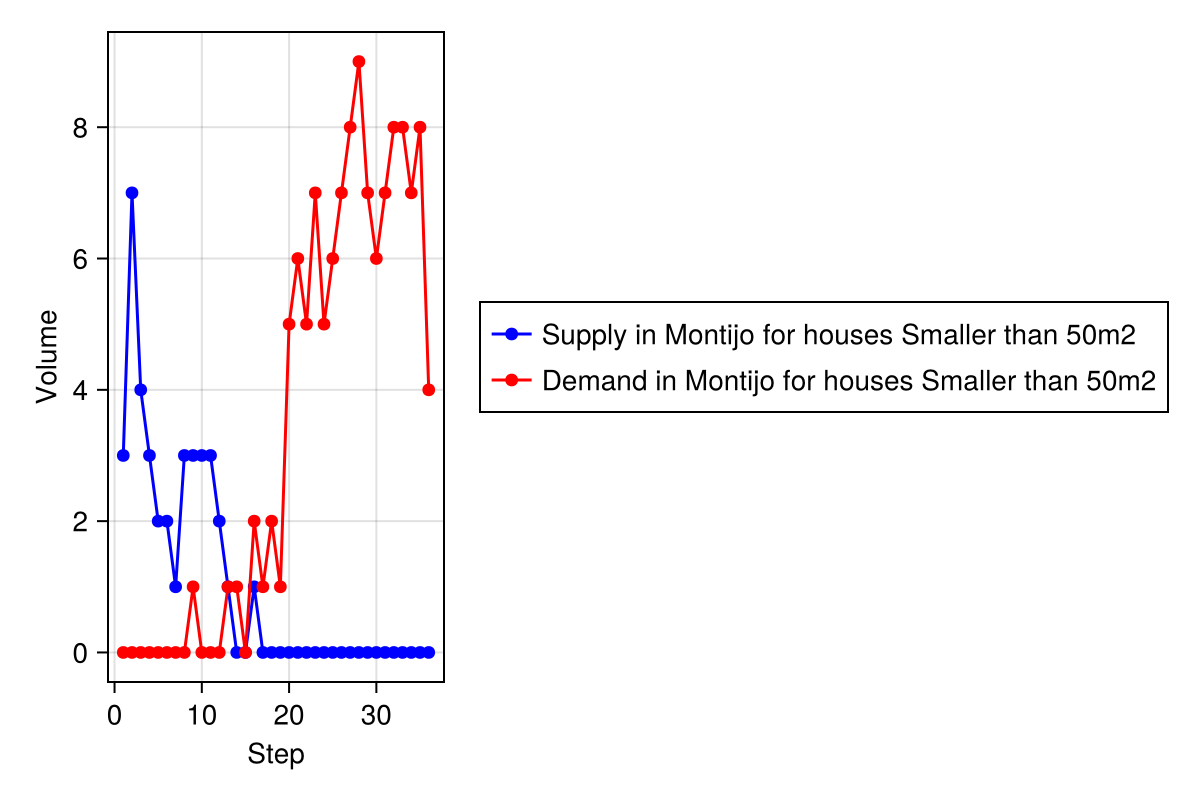 8
6
4
2
0
Volume
0 10 20 30
Step
Supply in Montijo for houses Smaller than 50m2
Demand in Montijo for houses Smaller than 50m2